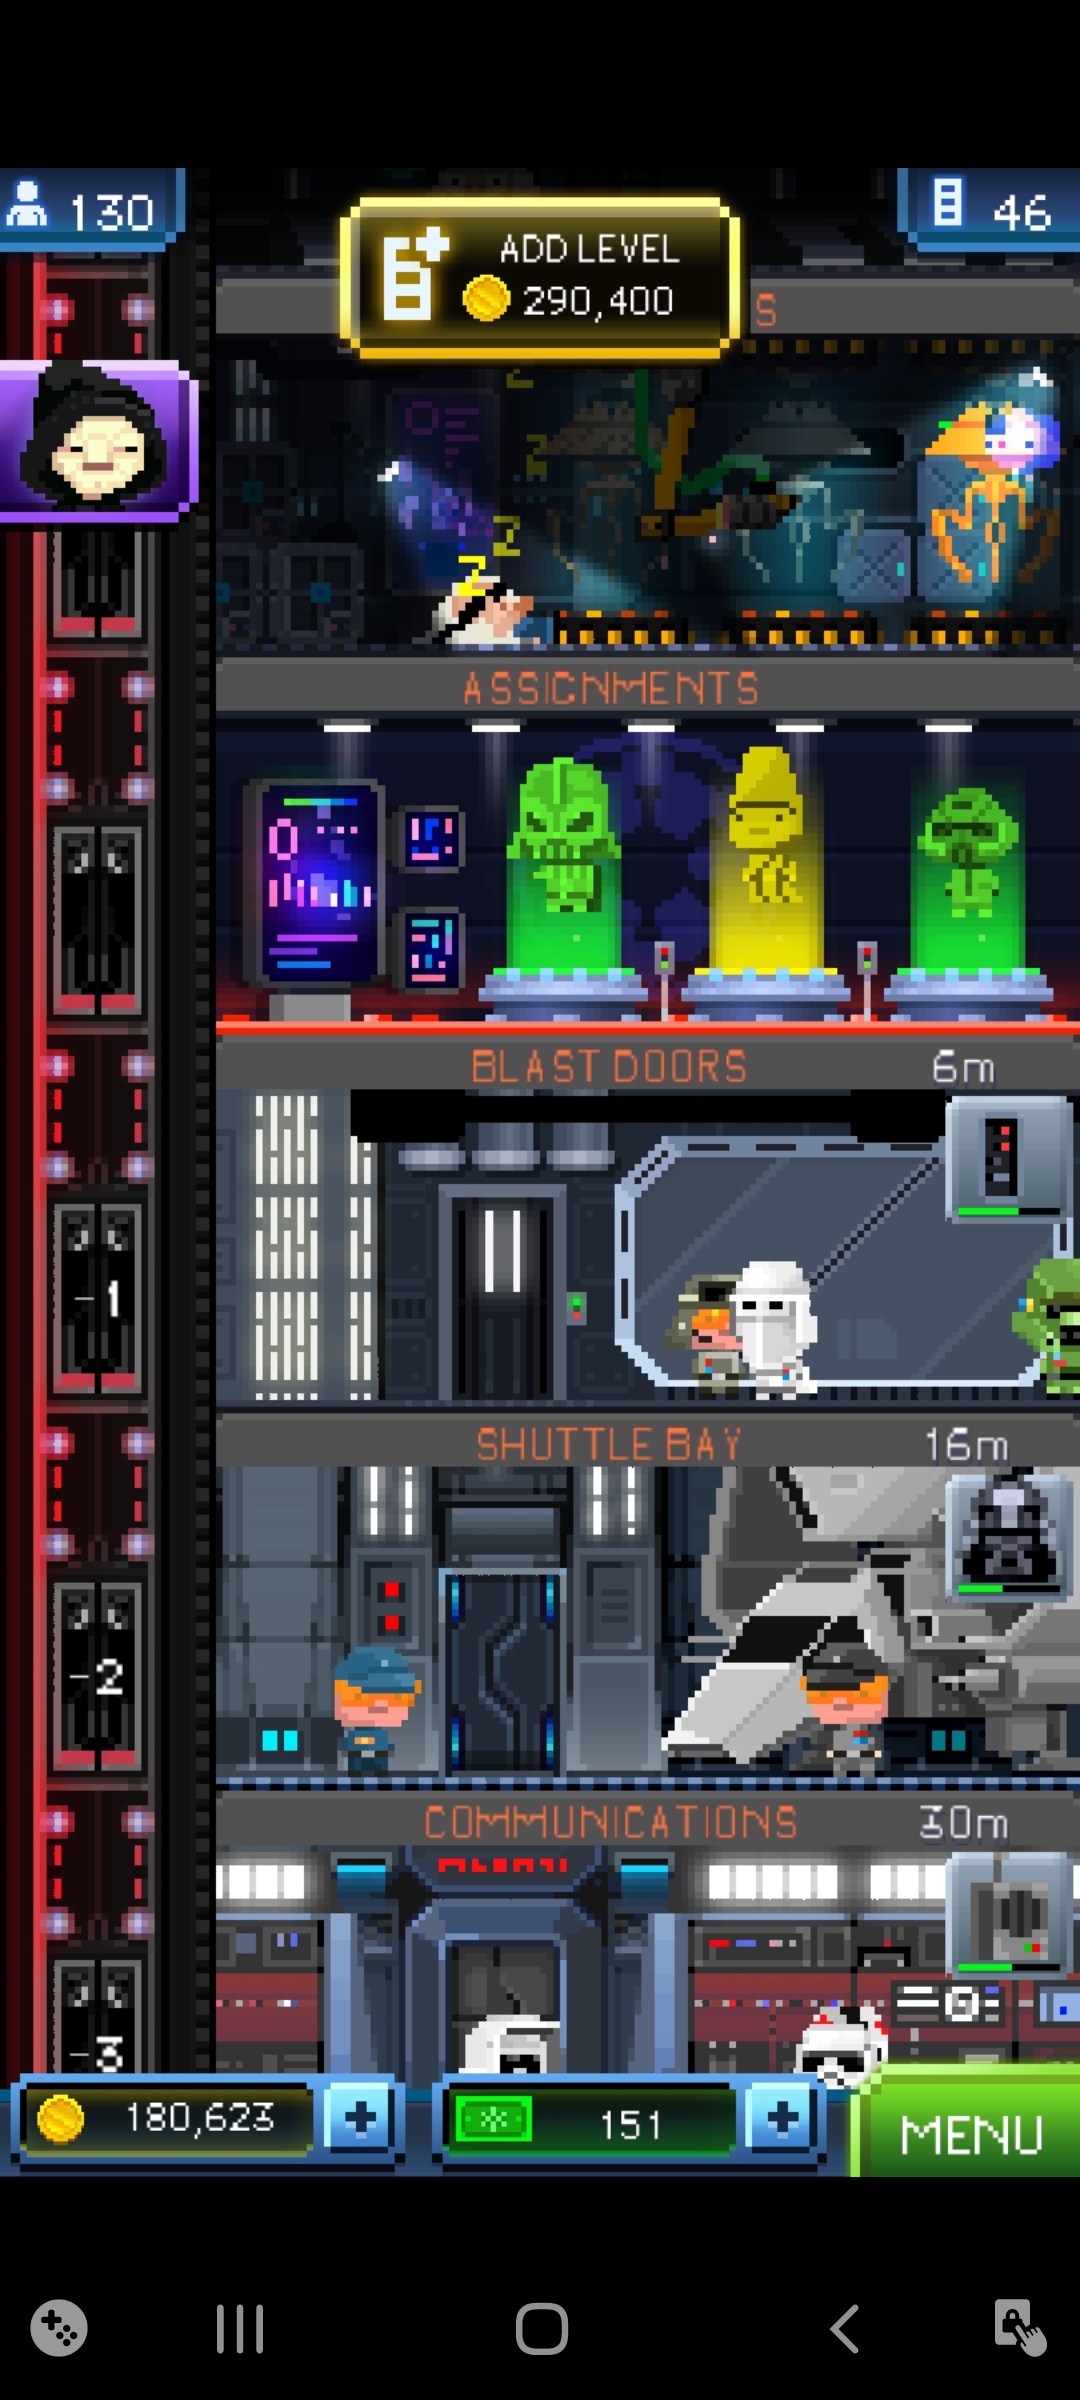 130
ADD LEVEL
290,400
46
S
Z
Z
Z
Z
ASSIGNMENTS
BLAST DOORS 6m
-1
SHUTTLE BAY 16m
-2
COMMUNICATIONS 30m
-3
180,623 +
151 +
MENU